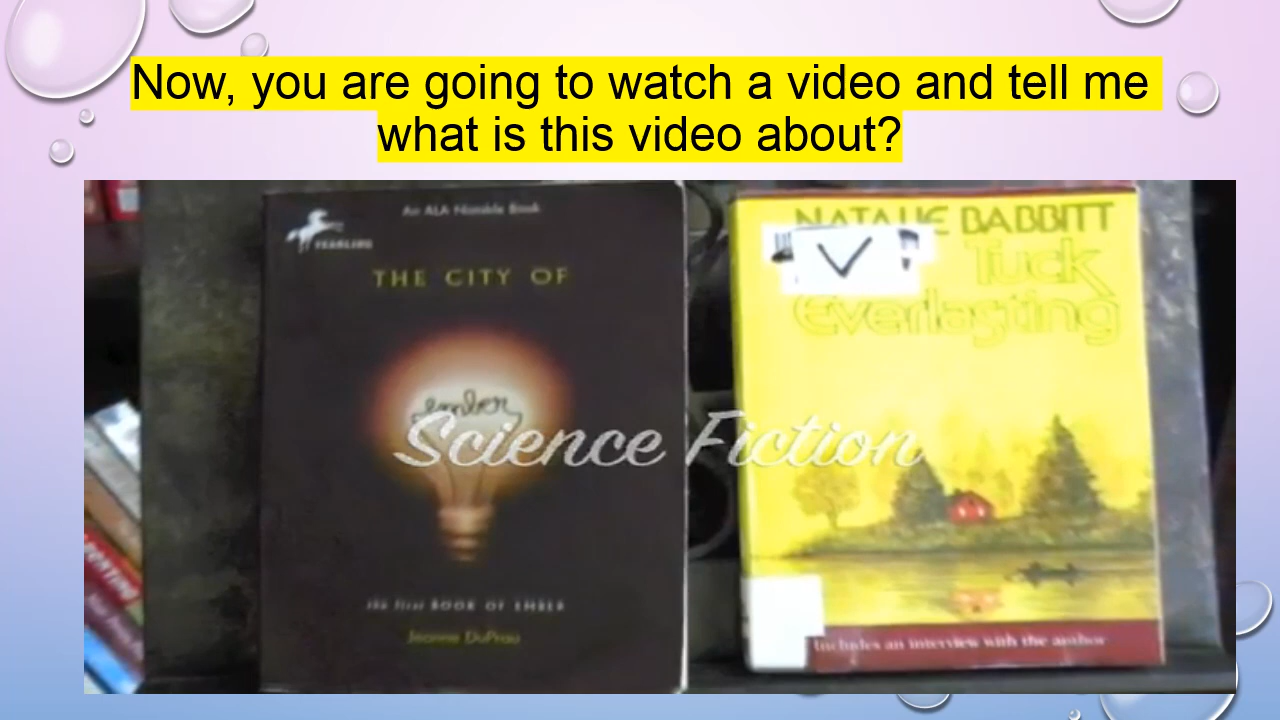 Now, you are going to watch a video and tell me
what is this video about?
An ALA Notable Book
YEARLING
THE CITY OF
Ember
the first BOOK OF EMBER
Jeanne DuPrau
NATALIE BABBITT
Tuck
Everlasting
Science Fiction
Includes an interview with the author